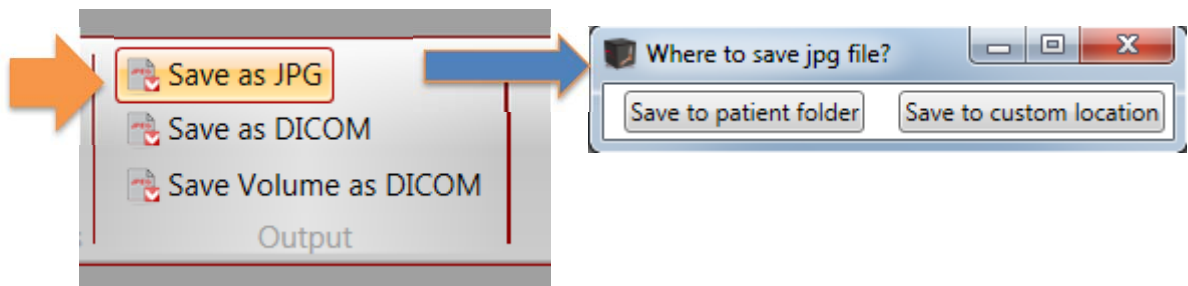 Save as JPG
Save as DICOM
Save Volume as DICOM
Output
Where to save jpg file?
Save to patient folder
Save to custom location